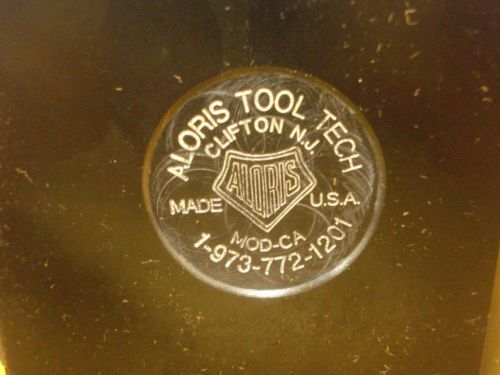 ALORIS TOOL TECH
CLIFTON N.J.
ALORIS
MADE U.S.A.
MOD-CA
1-973-772-1201